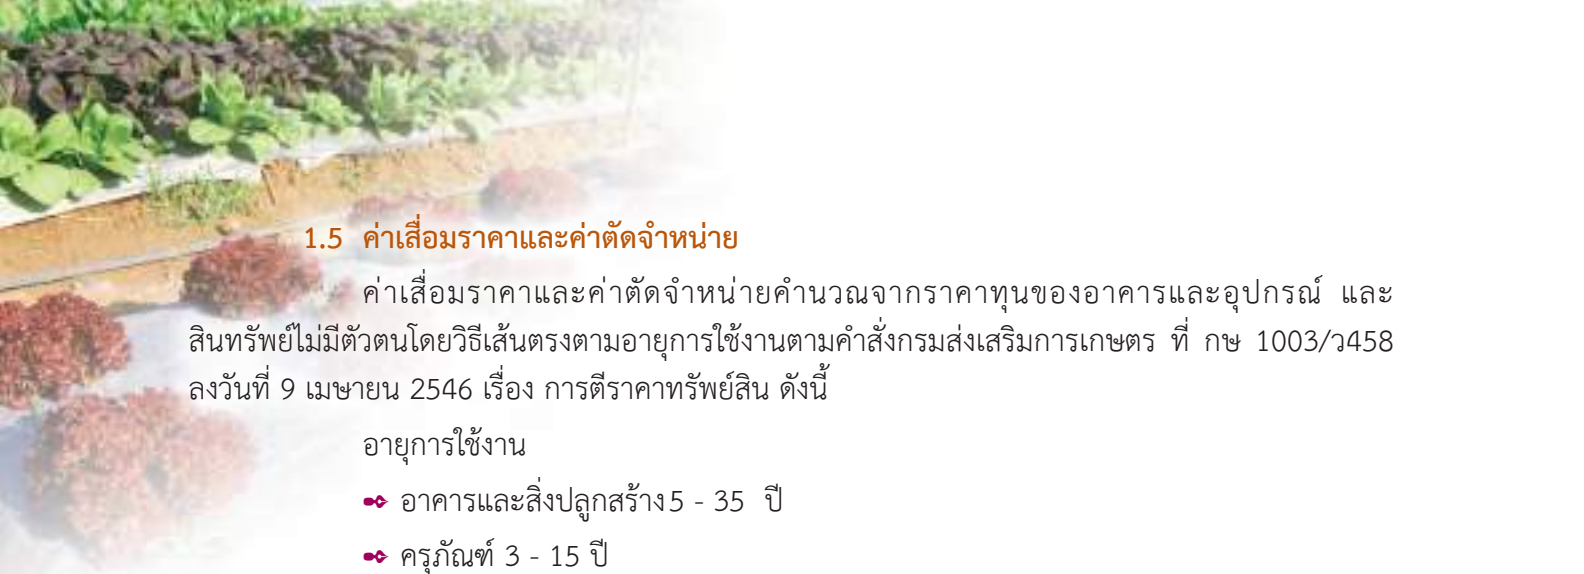 1.5 ค่าเสื่อมราคาและค่าตัดจำหน่าย
ค่าเสื่อมราคาและค่าตัดจำหน่ายคำนวณจากราคาทุนของอาคารและอุปกรณ์ และ
สินทรัพย์ไม่มีตัวตนโดยวิธีเส้นตรงตามอายุการใช้งานตามคำสั่งกรมส่งเสริมการเกษตร ที่ กษ 1003/ว458
ลงวันที่ 9 เมษายน 2546 เรื่อง การตีราคาทรัพย์สิน ดังนี้
อายุการใช้งาน
อาคารและสิ่งปลูกสร้าง 5 - 35 ปี
ครุภัณฑ์ 3 - 15 ปี